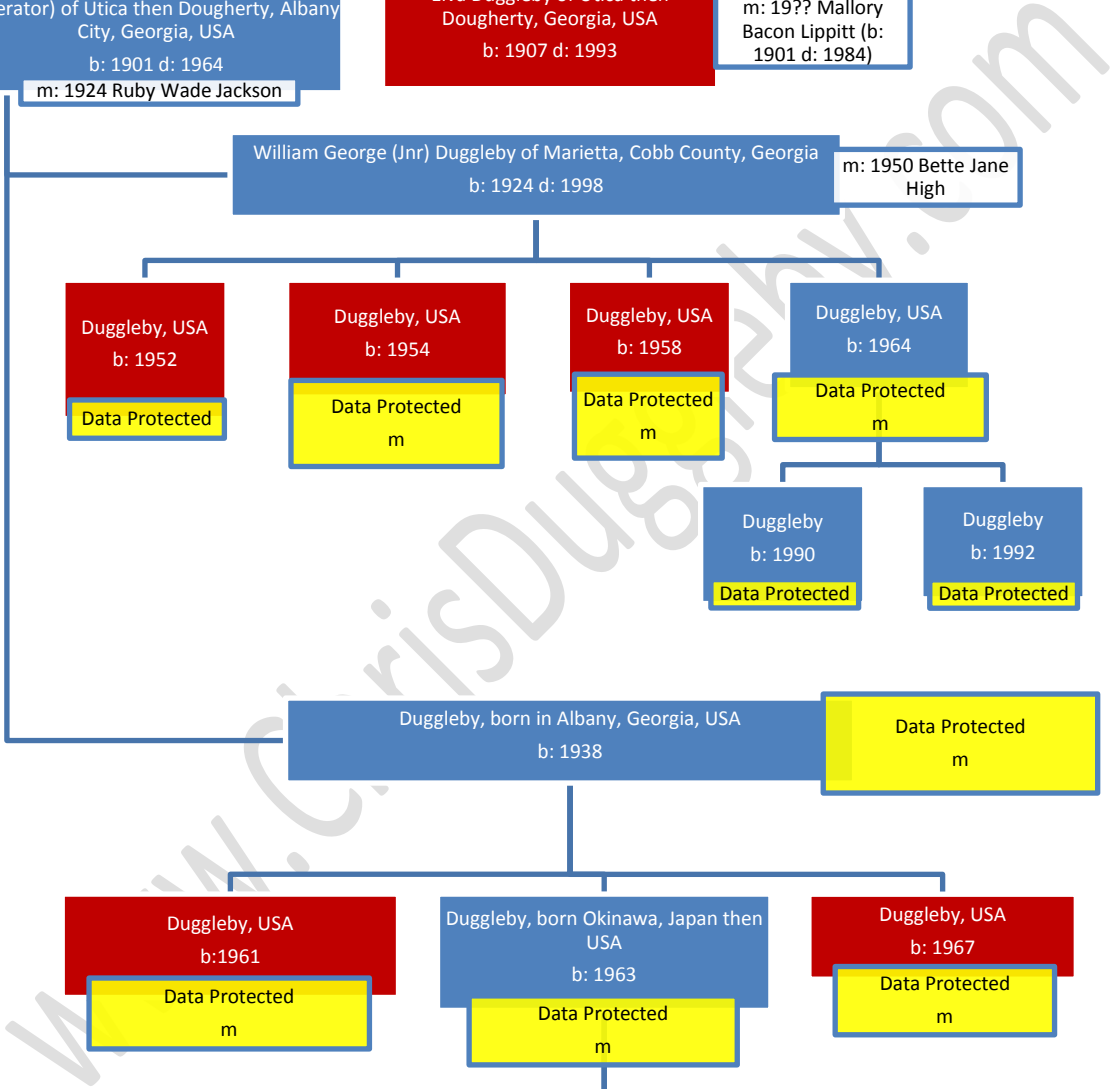 erator) of Utica then Dougherty, Albany
City, Georgia, USA
b: 1901 d: 1964
m: 1924 Ruby Wade Jackson
Duggleby of Utica then
Dougherty, Georgia, USA
b: 1907 d: 1993
m: 19?? Mallory
Bacon Lippitt (b:
1901 d: 1984)
William George (Jnr) Duggleby of Marietta, Cobb County, Georgia
b: 1924 d: 1998
m: 1950 Bette Jane
High
Duggleby, USA
b: 1952
Data Protected
Duggleby, USA
b: 1954
Data Protected
m
Duggleby, USA
b: 1958
Data Protected
m
Duggleby, USA
b: 1964
Data Protected
m
Duggleby
b: 1990
Data Protected
Duggleby
b: 1992
Data Protected
Duggleby, born in Albany, Georgia, USA
b: 1938
Data Protected
m
Duggleby, USA
b:1961
Data Protected
m
Duggleby, born Okinawa, Japan then
USA
b: 1963
Data Protected
m
Duggleby, USA
b: 1967
Data Protected
m
www.ChrisDuggleby.com